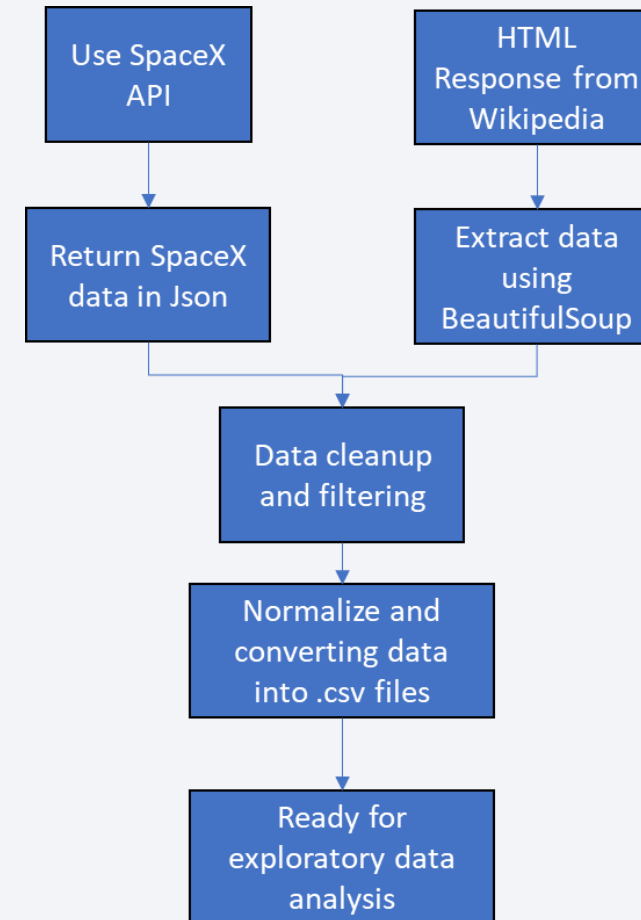 Use SpaceX
API
HTML
Response from
Wikipedia
Return SpaceX
data in Json
Extract data
using
BeautifulSoup
Data cleanup
and filtering
Normalize and
converting data
into .csv files
Ready for
exploratory data
analysis